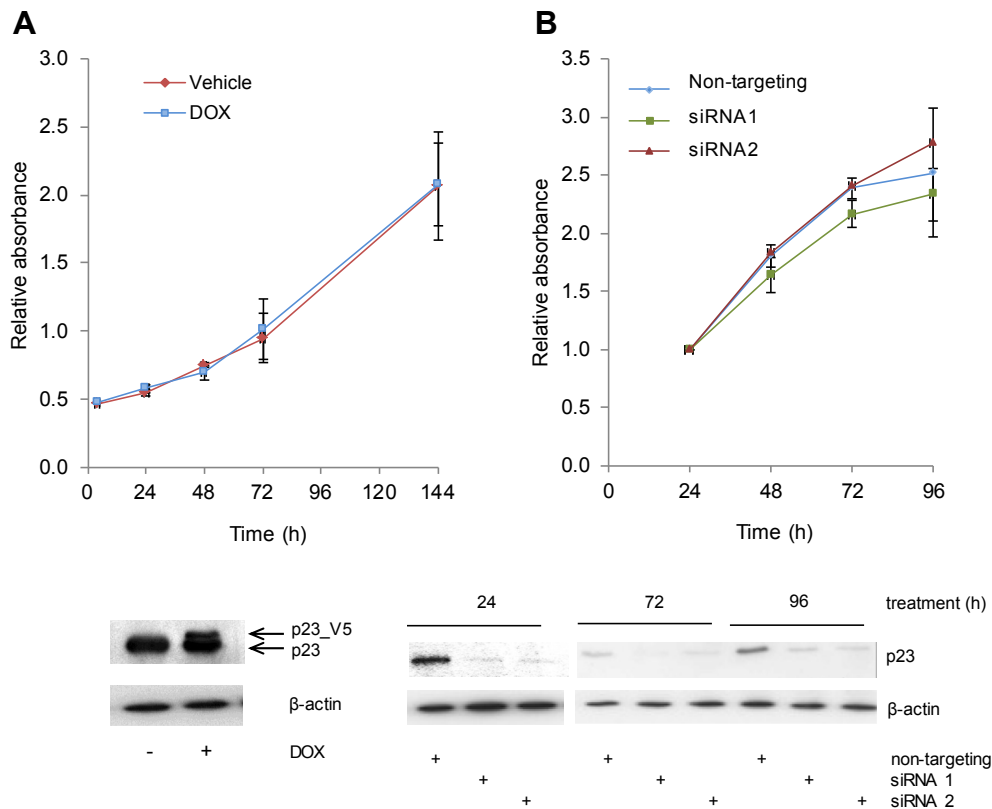 A
3.0
2.5
2.0
1.5
1.0
0.5
0.0
Relative absorbance
Vehicle
DOX
0 24 48 72 96 120 144
Time (h)
B
3.5
3.0
2.5
2.0
1.5
1.0
0.5
0.0
Relative absorbance
Non-targeting
siRNA1
siRNA2
0 24 48 72 96
Time (h)
p23_V5
p23
β-actin
- + DOX
24 72 96 treatment (h)
p23
β-actin
+ + + non-targeting
+ + + siRNA 1
+ + + siRNA 2